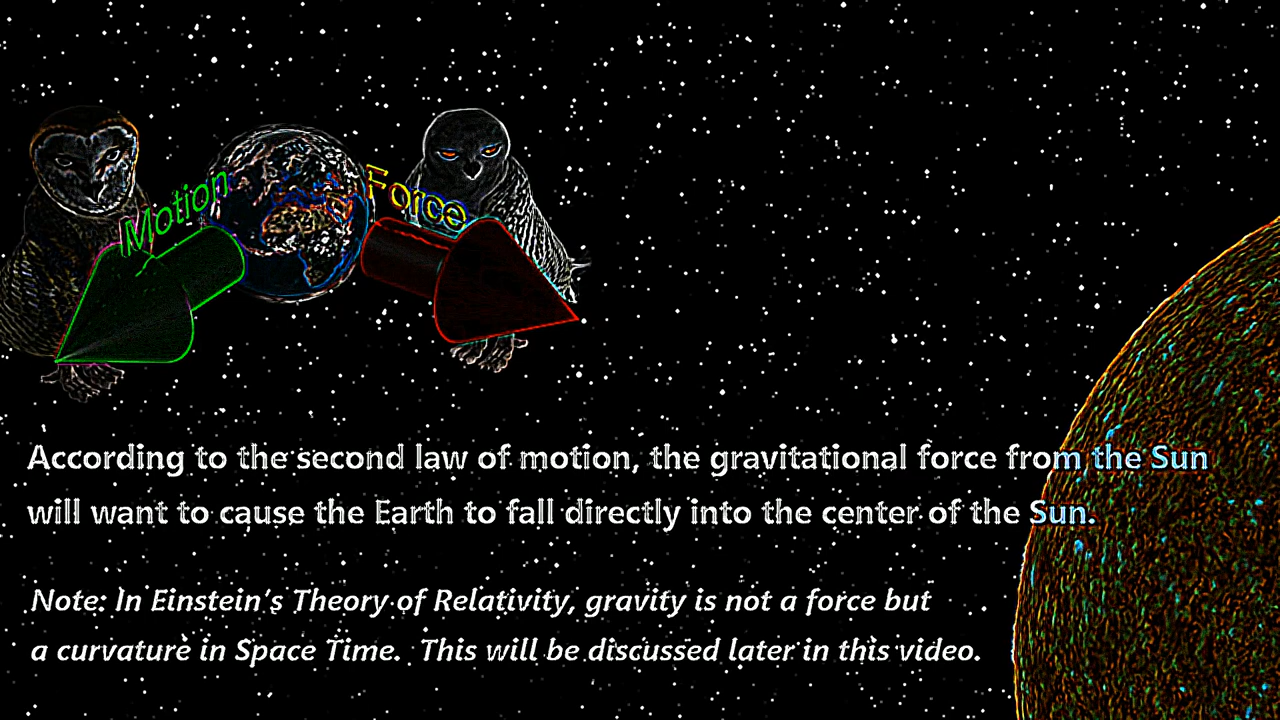 Motion
Force
According to the second law of motion, the gravitational force from the Sun
will want to cause the Earth to fall directly into the center of the Sun.
Note: In Einstein's Theory of Relativity, gravity is not a force but
a curvature in Space Time. This will be discussed later in this video.